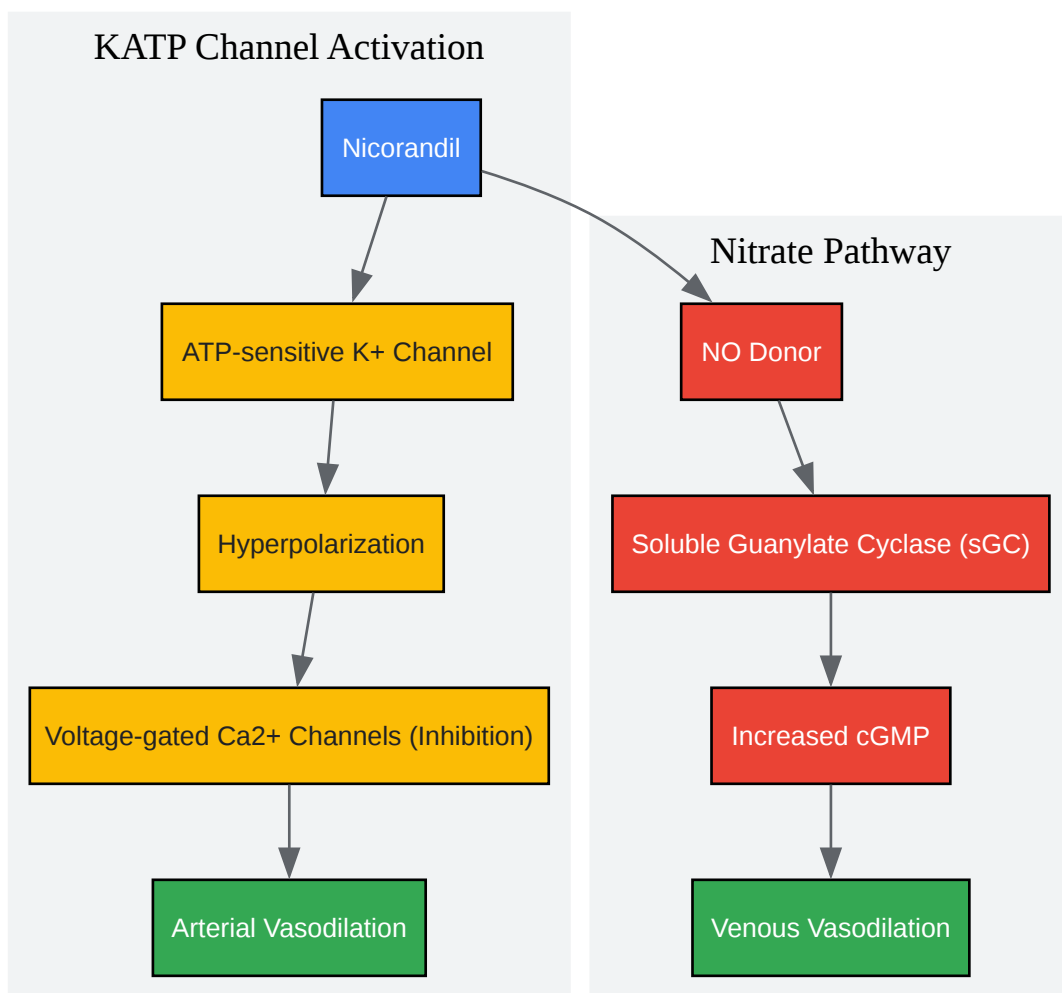 KATP Channel Activation
Nicorandil
Nitrate Pathway
ATP-sensitive K+ Channel
NO Donor
Hyperpolarization
Soluble Guanylate Cyclase (sGC)
Voltage-gated Ca2+ Channels (Inhibition)
Increased cGMP
Arterial Vasodilation
Venous Vasodilation